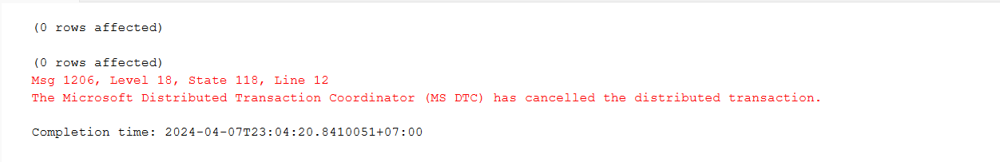 (0 rows affected)
(0 rows affected)
Msg 1206, Level 18, State 118, Line 12
The Microsoft Distributed Transaction Coordinator (MS DTC) has cancelled the distributed transaction.
Completion time: 2024-04-07T23:04:20.8410051+07:00